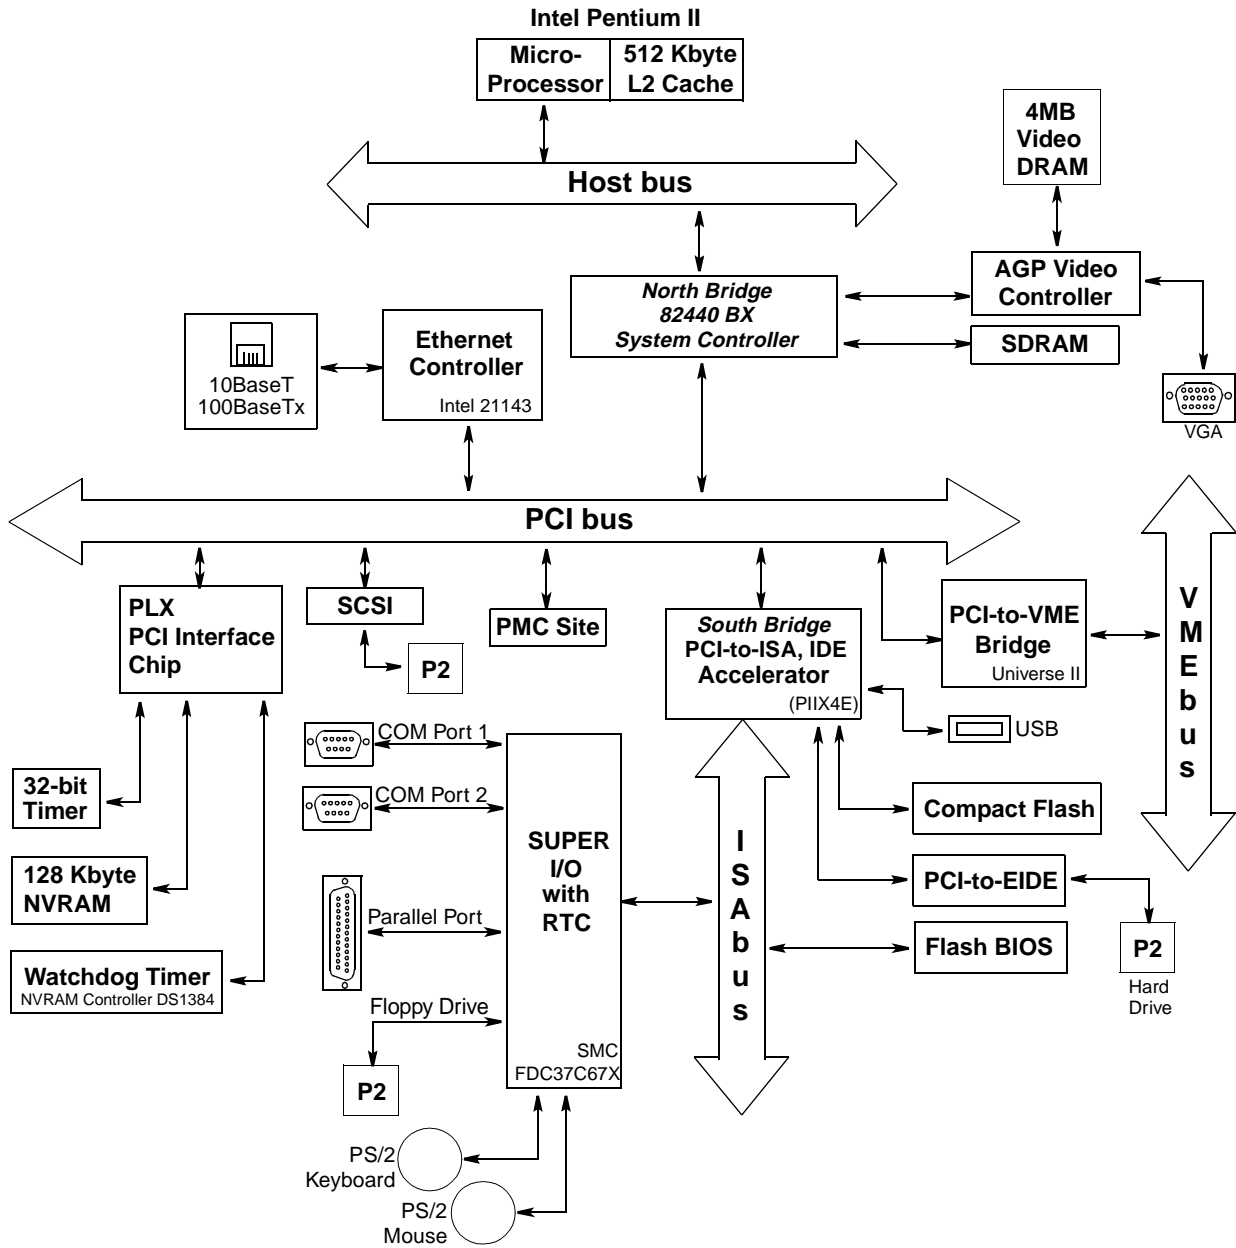 Intel Pentium II
Micro-
Processor
512 Kbyte
L2 Cache
4MB
Video
DRAM
Host bus
AGP Video
Controller
North Bridge
82440 BX
System Controller
SDRAM
Ethernet
Controller
Intel 21143
10BaseT
100BaseTx
VGA
PCI bus
VMEbus
PLX
PCI Interface
Chip
SCSI
P2
PMC Site
South Bridge
PCI-to-ISA, IDE
Accelerator
(PIIX4E)
PCI-to-VME
Bridge
Universe II
USB
COM Port 1
COM Port 2
32-bit
Timer
128 Kbyte
NVRAM
Watchdog Timer
NVRAM Controller DS1384
Parallel Port
Floppy Drive
P2
SUPER
I/O
with
RTC
SMC
FDC37C67X
ISAbus
Compact Flash
PCI-to-EIDE
Flash BIOS
P2
Hard
Drive
PS/2
Keyboard
PS/2
Mouse